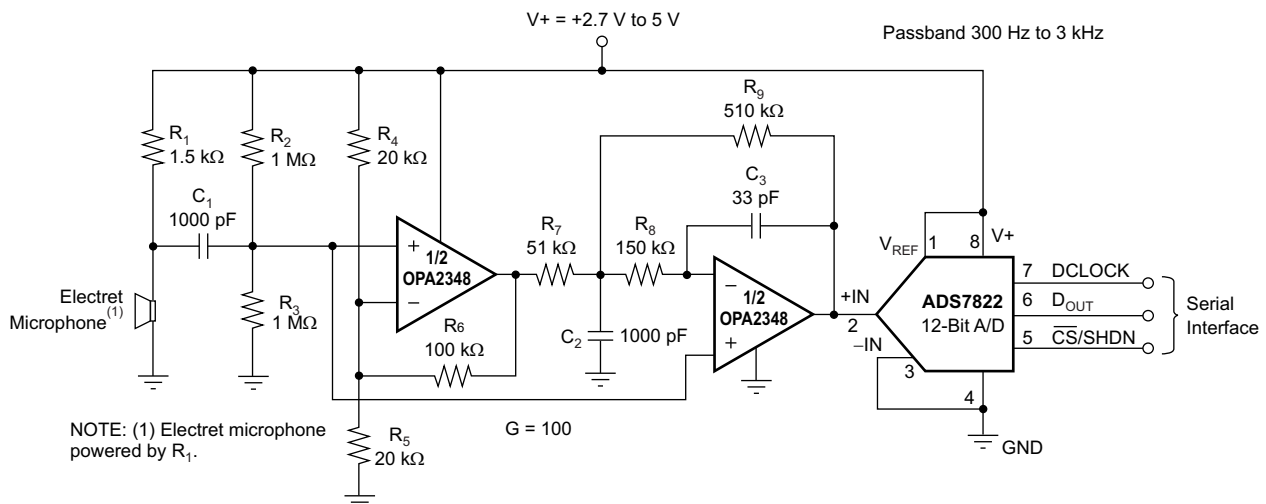 V+ = +2.7 V to 5 V
Passband 300 Hz to 3 kHz
R1
1.5 kΩ
R2
1 MΩ
R4
20 kΩ
R9
510 kΩ
C3
33 pF
C1
1000 pF
R7
51 kΩ
R8
150 kΩ
VREF
1
8
V+
+
1/2
OPA2348
−
−
1/2
OPA2348
+
+IN
2
−IN
3
ADS7822
12-Bit A/D
7
DCLOCK
6
DOUT
5
CS/SHDN
Serial
Interface
Electret
Microphone(1)
R3
1 MΩ
R6
100 kΩ
C2
1000 pF
4
GND
NOTE: (1) Electret microphone
powered by R1.
R5
20 kΩ
G = 100